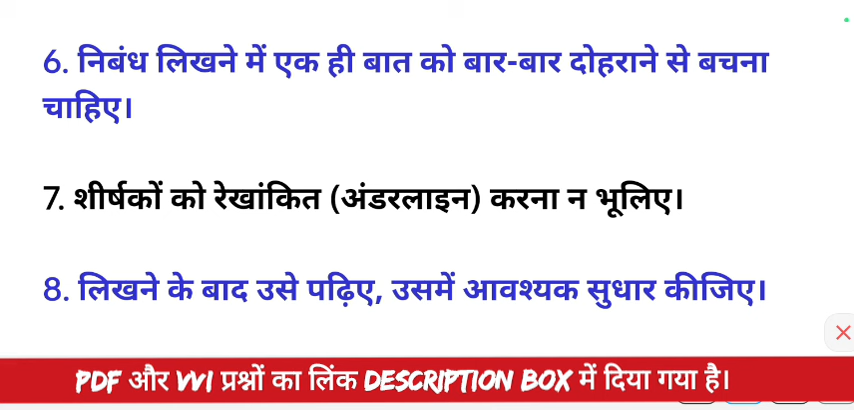 6. निबंध लिखने में एक ही बात को बार-बार दोहराने से बचना
चाहिए।
7. शीर्षकों को रेखांकित (अंडरलाइन) करना न भूलिए।
8. लिखने के बाद उसे पढ़िए, उसमें आवश्यक सुधार कीजिए।
PDF और VVI प्रश्नों का लिंक DESCRIPTION BOX में दिया गया है।